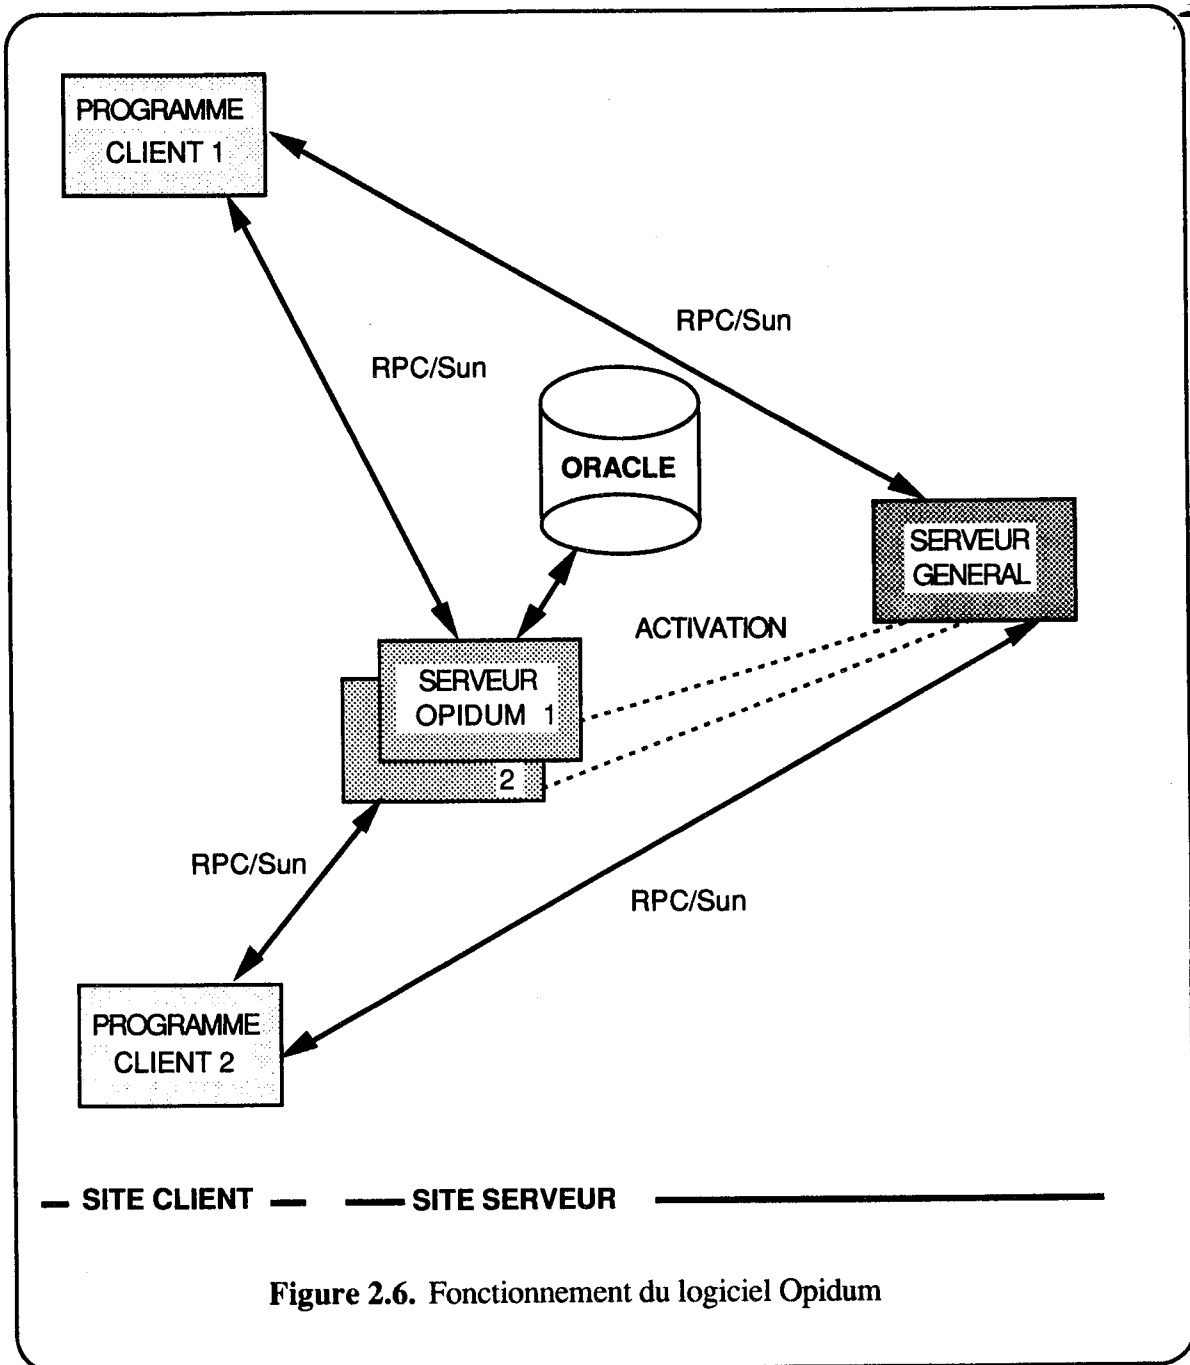 PROGRAMME
CLIENT 1
RPC/Sun
RPC/Sun
ORACLE
SERVEUR
GENERAL
ACTIVATION
SERVEUR
OPIDUM 1
2
RPC/Sun
RPC/Sun
PROGRAMME
CLIENT 2
SITE CLIENT
SITE SERVEUR
Figure 2.6. Fonctionnement du logiciel Opidum